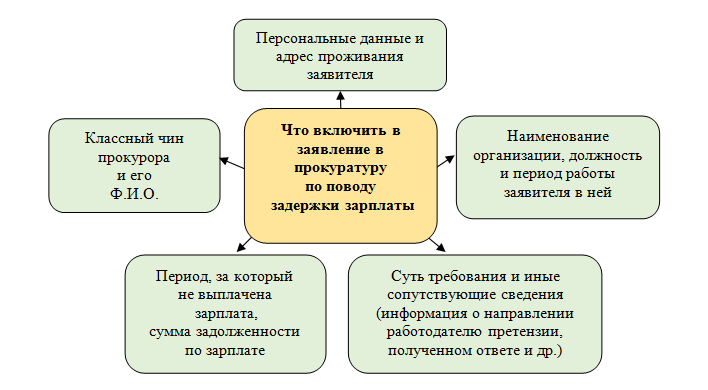 Персональные данные и
адрес проживания
заявителя
Классный чин
прокурора
и его
Ф.И.О.
Что включить в
заявление в
прокуратуру
по поводу
задержки зарплаты
Наименование
организации, должность
и период работы
заявителя в ней
Период, за который
не выплачена
зарплата,
сумма задолженности
по зарплате
Суть требования и иные
сопутствующие сведения
(информация о направлении
работодателю претензии,
полученном ответе и др.)